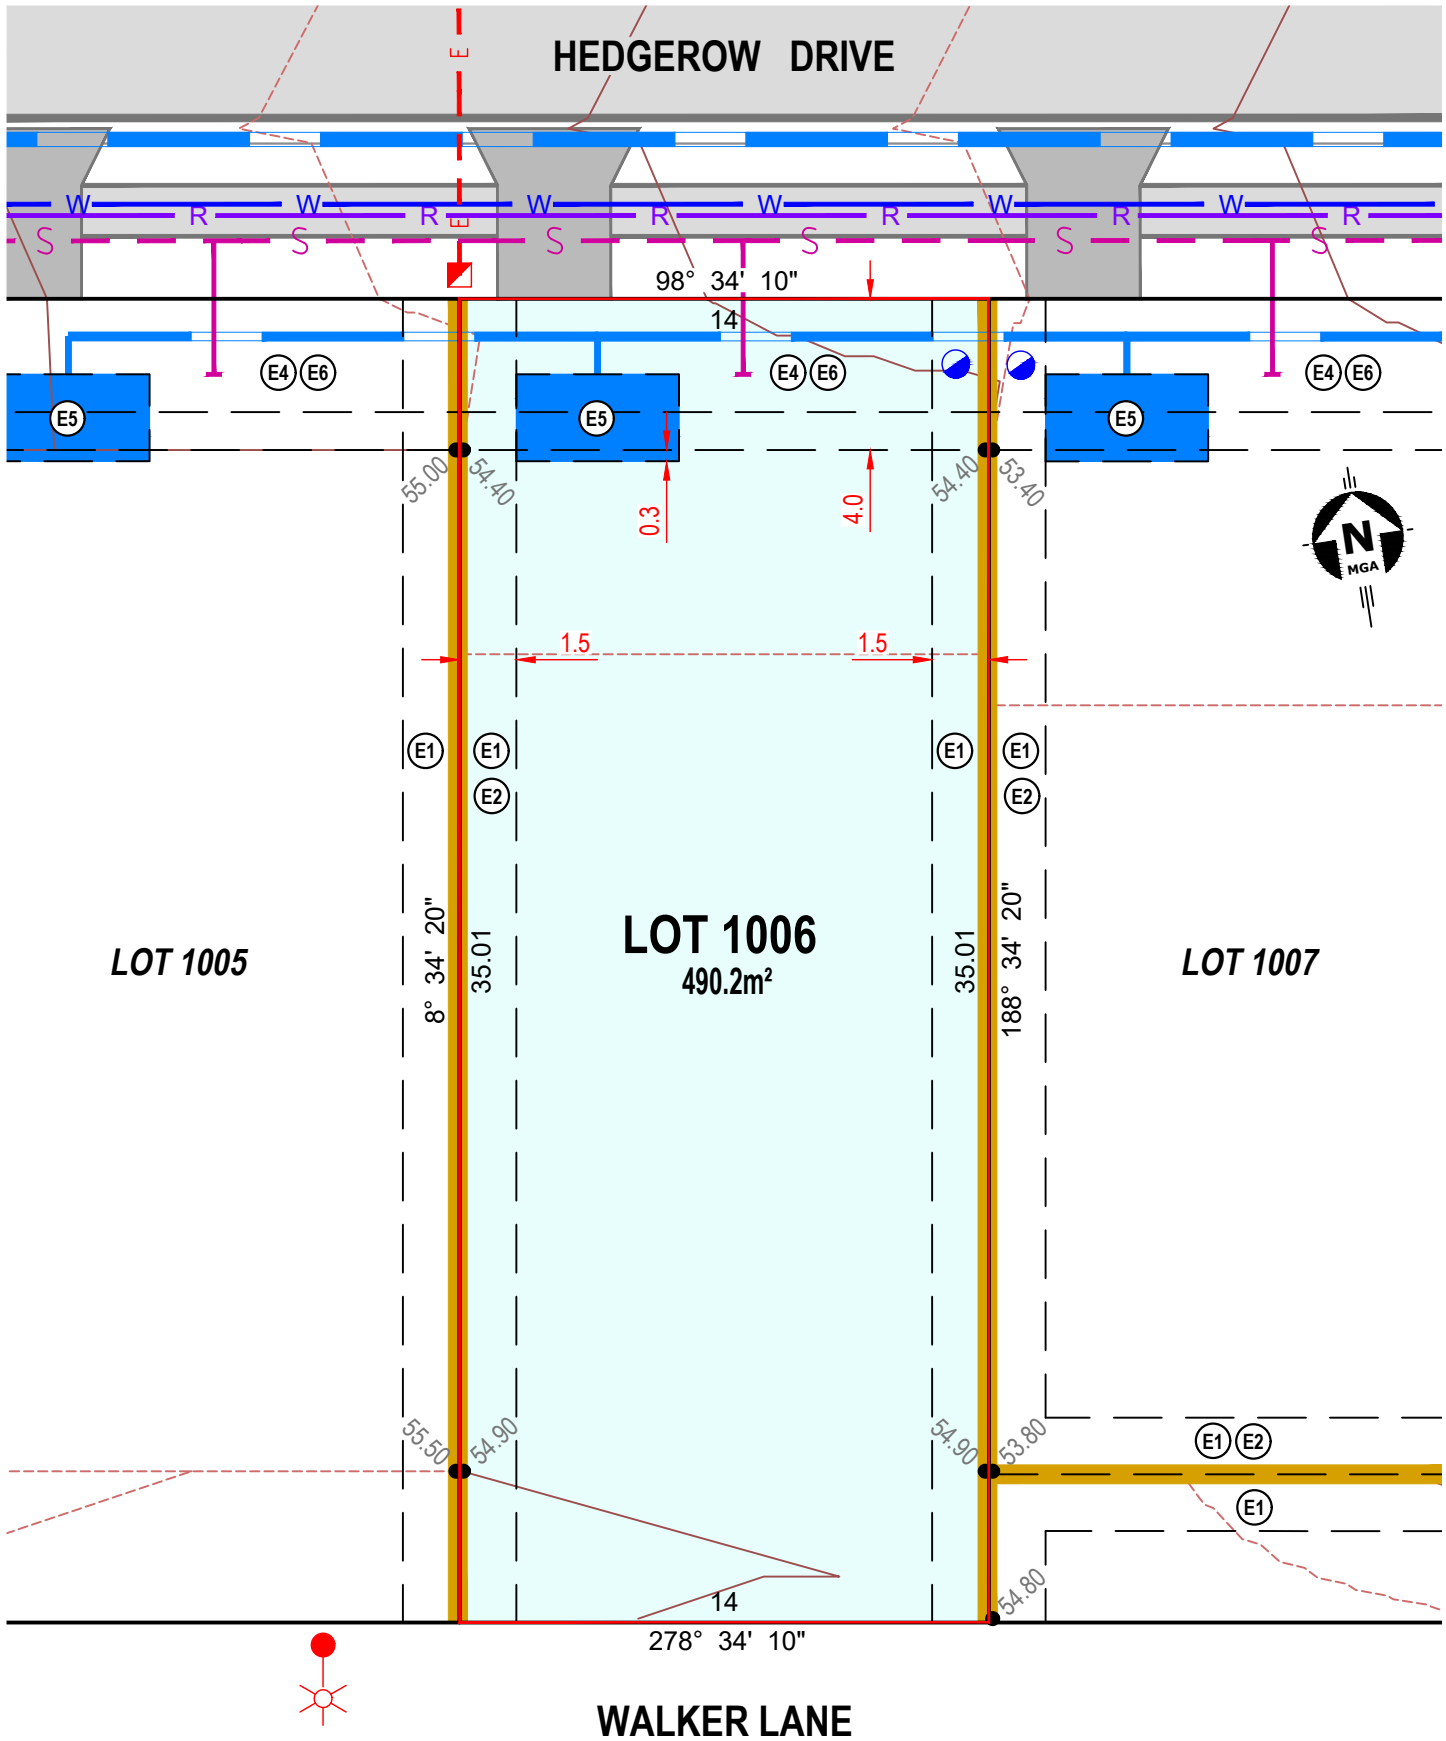 HEDGEROW DRIVE
E
W R W R E W R W R W R
S S S S S S
98° 34' 10"
14
E4 E6 E4 E6 E4 E6
E5 E5 E5
55.00 54.40 54.40 53.40
0.3 4.0
N
MGA
1.5 1.5
E1 E1 E1 E1
E2 E2
8° 34' 20" 35.01 35.01 188° 34' 20"
LOT 1006
490.2m²
LOT 1005 LOT 1007
55.50 54.90 54.90 53.80
E1 E2
E1
54.80
14
278° 34' 10"
WALKER LANE